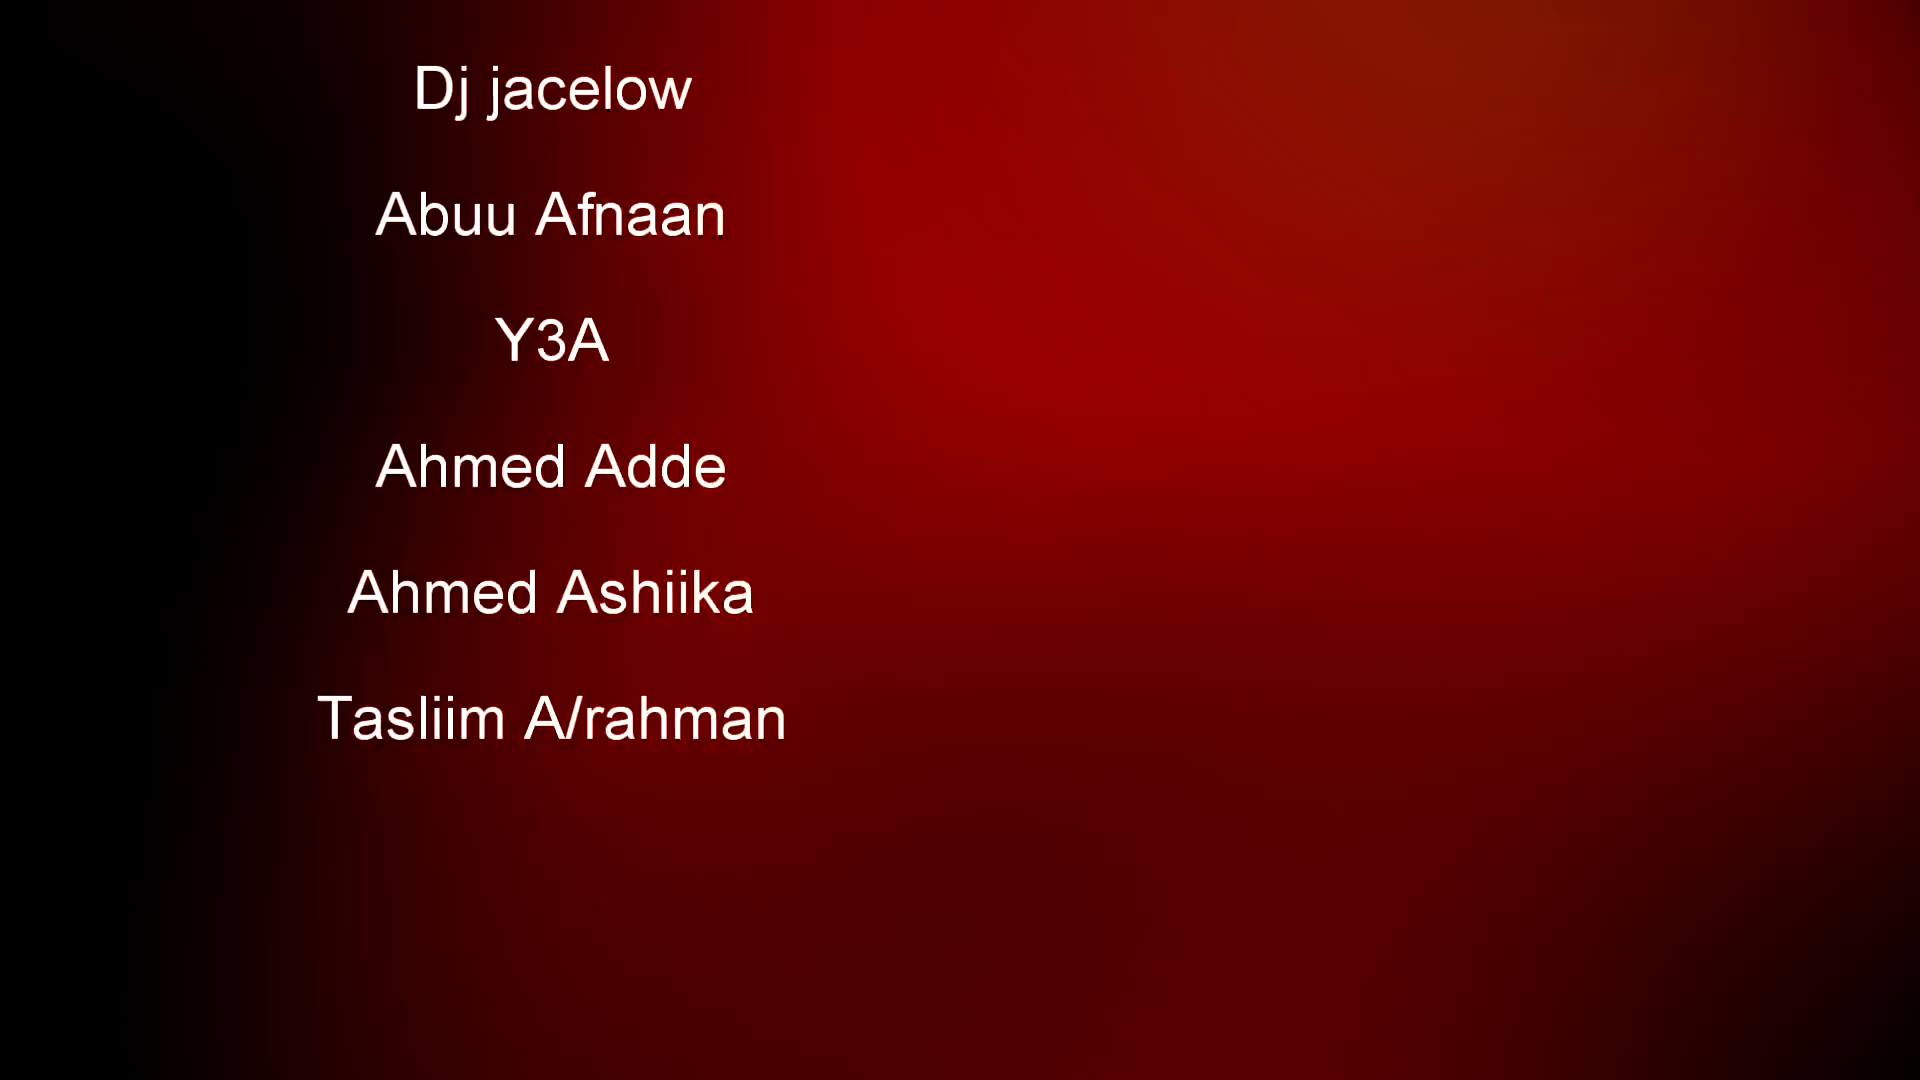 Dj jacelow
Abuu Afnaan
Y3A
Ahmed Adde
Ahmed Ashiika
Tasliim A/rahman